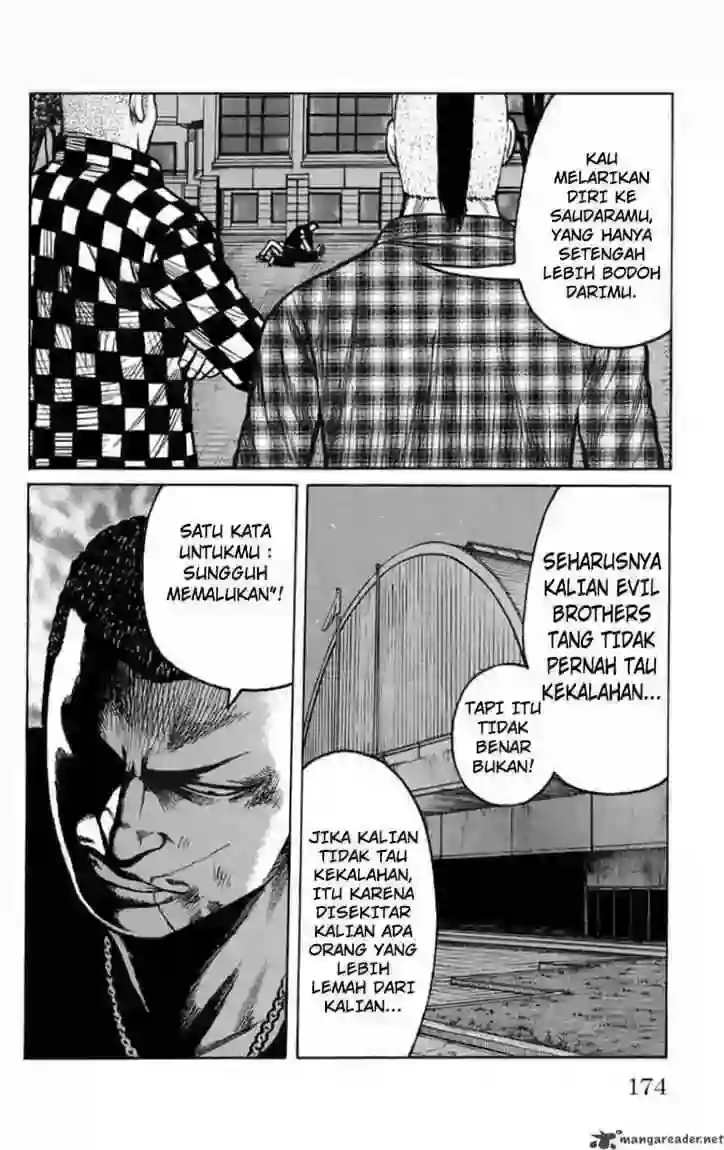 KAU
MELARIKAN
DIRI KE
SAUDARAMU,
YANG HANYA
SETENGAH
LEBIH BODOH
DARIMU.
SATU KATA
UNTUKMU :
SUNGGUH
MEMALUKAN"!
SEHARUSNYA
KALIAN EVIL
BROTHERS
TANG TIDAK
PERNAH TAU
KEKALAHAN...
TAPI ITU
TIDAK
BENAR
BUKAN!
JIKA KALIAN
TIDAK TAU
KEKALAHAN,
ITU KARENA
DISEKITAR
KALIAN ADA
ORANG YANG
LEBIH
LEMAH DARI
KALIAN...
174
mangareader.net